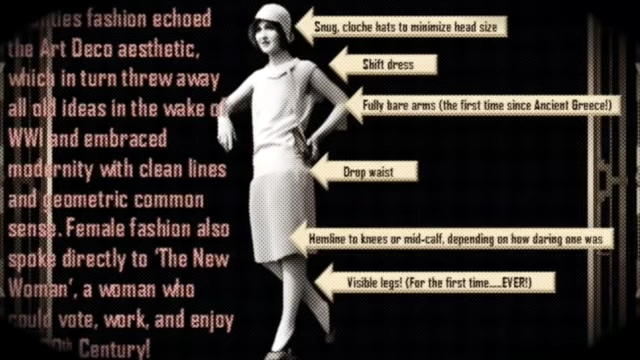 fashion echoed
the Art Deco aesthetic,
which in turn threw away
all old ideas in the wake of
WWI and embraced
modernity with clean lines
and geometric common
sense. Female fashion also
spoke directly to 'The New
Woman', a woman who
could vote, work, and enjoy
Century!
Snug, cloche hats to minimize head size
Shift dress
Fully bare arms (the first time since Ancient Greece!)
Drop waist
Hemline to knees or mid-calf, depending on how daring one was
Visible legs! (For the first time.....EVER!)